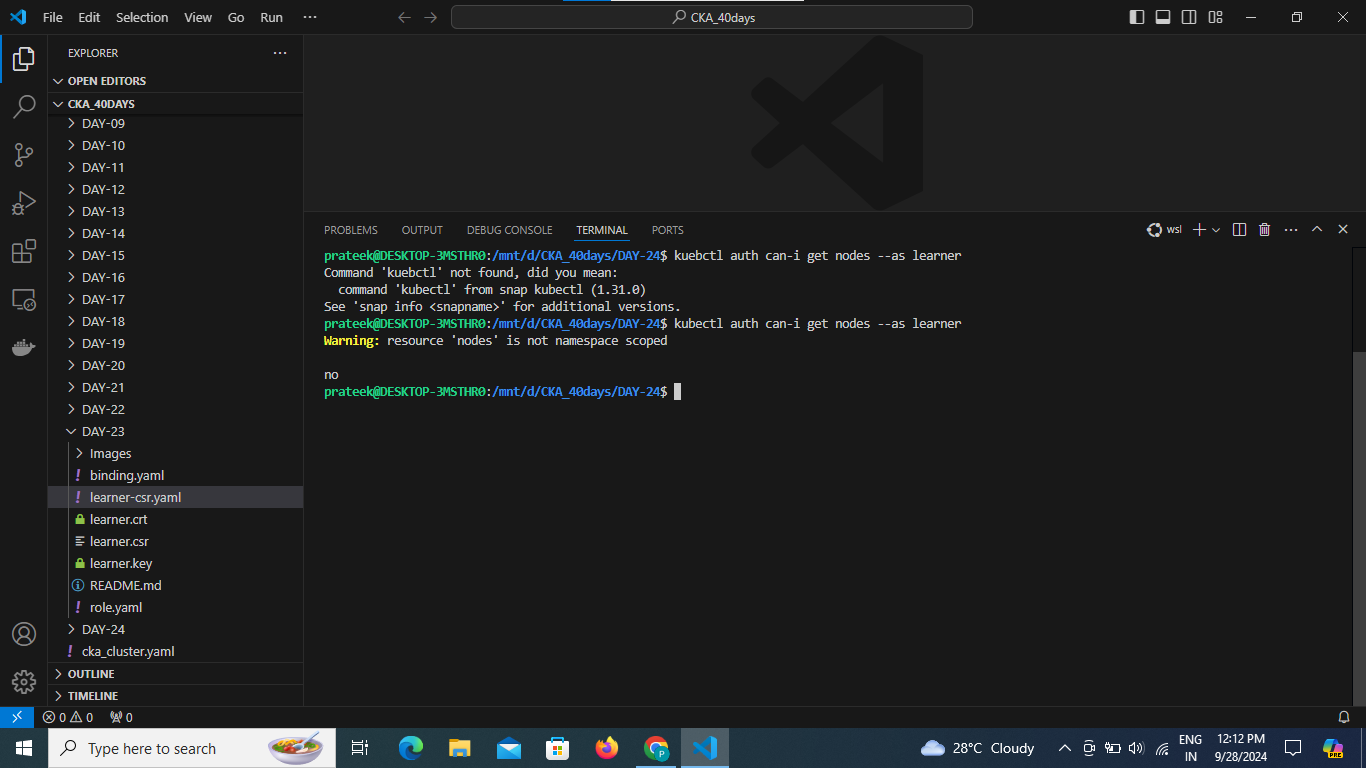 File Edit Selection View Go Run ···
CKA_40days
EXPLORER
OPEN EDITORS
CKA_40DAYS
DAY-09
DAY-10
DAY-11
DAY-12
DAY-13
DAY-14
DAY-15
DAY-16
DAY-17
DAY-18
DAY-19
DAY-20
DAY-21
DAY-22
DAY-23
Images
binding.yaml
learner-csr.yaml
learner.crt
learner.csr
learner.key
README.md
role.yaml
DAY-24
cka_cluster.yaml
OUTLINE
TIMELINE
PROBLEMS OUTPUT DEBUG CONSOLE TERMINAL PORTS
wsl
prateek@DESKTOP-3MSTHR0:/mnt/d/CKA_40days/DAY-24$ kuebctl auth can-i get nodes --as learner
Command 'kuebctl' not found, did you mean:
command 'kubectl' from snap kubectl (1.31.0)
See 'snap info <snapname>' for additional versions.
prateek@DESKTOP-3MSTHR0:/mnt/d/CKA_40days/DAY-24$ kubectl auth can-i get nodes --as learner
Warning: resource 'nodes' is not namespace scoped
no
prateek@DESKTOP-3MSTHR0:/mnt/d/CKA_40days/DAY-24$
0 0 0
Type here to search
28°C Cloudy
ENG
IN
12:12 PM
9/28/2024
PRE